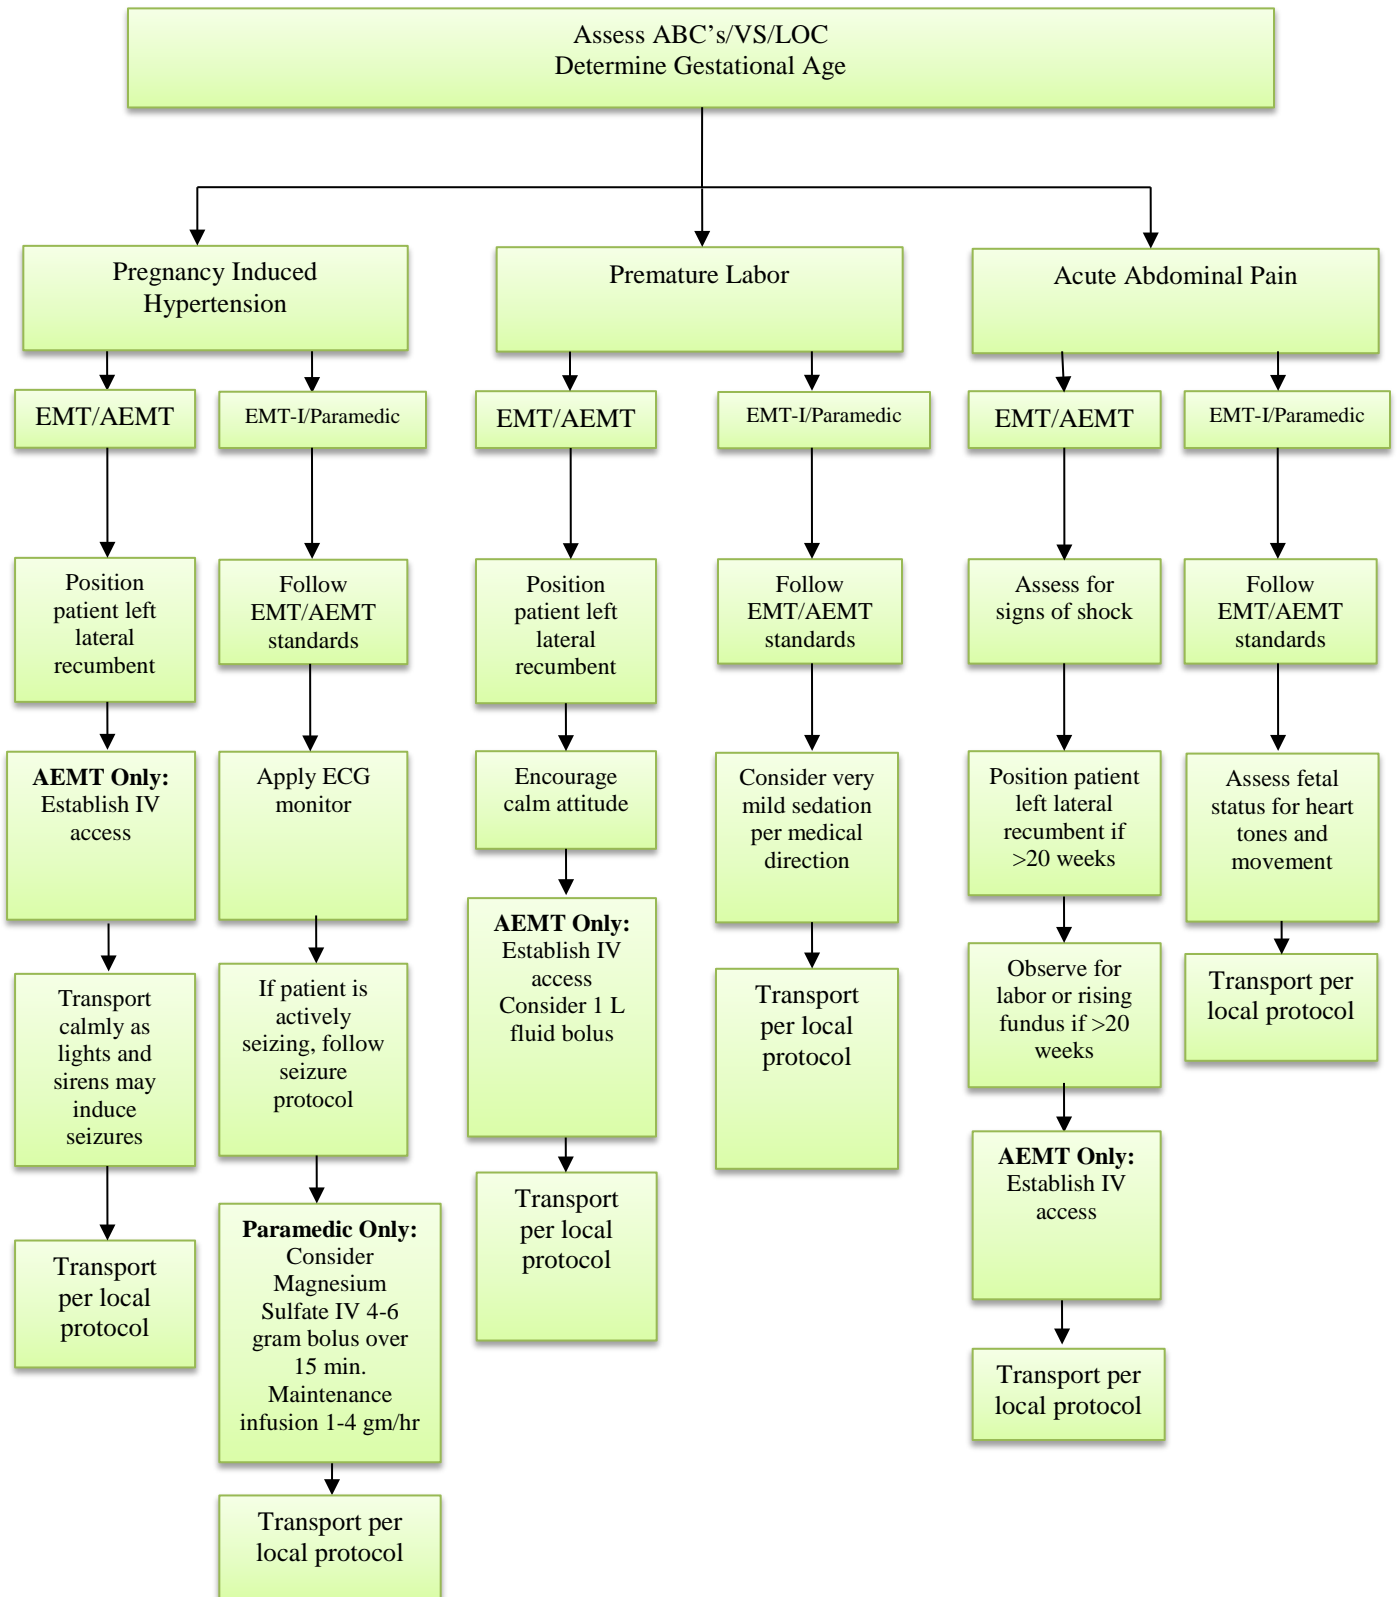 Assess ABC’s/VS/LOC
Determine Gestational Age
Pregnancy Induced
Hypertension
Premature Labor
Acute Abdominal Pain
EMT/AEMT
EMT-I/Paramedic
EMT/AEMT
EMT-I/Paramedic
EMT/AEMT
EMT-I/Paramedic
Position
patient left
lateral
recumbent
Follow
EMT/AEMT
standards
Position
patient left
lateral
recumbent
Follow
EMT/AEMT
standards
Assess for
signs of shock
Follow
EMT/AEMT
standards
AEMT Only:
Establish IV
access
Apply ECG
monitor
Encourage
calm attitude
Consider very
mild sedation
per medical
direction
Position patient
left lateral
recumbent if
>20 weeks
Assess fetal
status for heart
tones and
movement
AEMT Only:
Establish IV
access
Consider 1 L
fluid bolus
Transport
calmly as
lights and
sirens may
induce
seizures
If patient is
actively
seizing, follow
seizure
protocol
Transport
per local
protocol
Observe for
labor or rising
fundus if >20
weeks
Transport per
local protocol
AEMT Only:
Establish IV
access
Transport
per local
protocol
Paramedic Only:
Consider
Magnesium
Sulfate IV 4-6
gram bolus over
15 min.
Maintenance
infusion 1-4 gm/hr
Transport
per local
protocol
Transport per
local protocol
Transport per
local protocol